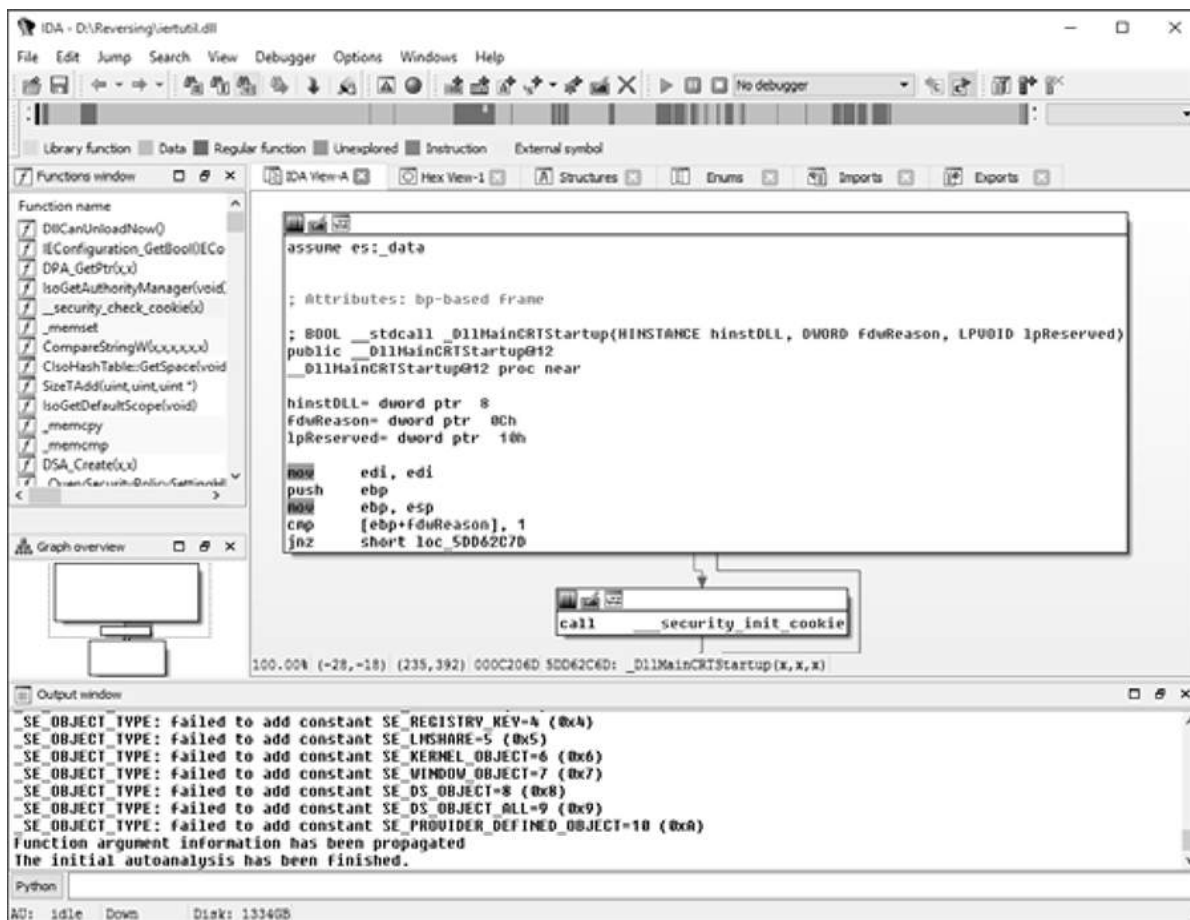 IDA - D:\Reversing\iertutil.dll
File Edit Jump Search View Debugger Options Windows Help
No debugger
Library function Data Regular function Unexplored Instruction External symbol
Functions window
IDA View-A Hex View-1 Structures Enums Imports Exports
Function name
DllCanUnloadNow()
IEConfiguration_GetBool(IECo
DPA_GetPtr(x,x)
IsoGetAuthorityManager(void)
__security_check_cookie(x)
_memset
CompareStringW(x,x,x,x,x,x)
CIsoHashTable::GetSpace(void
SizeTAdd(uint,uint,uint *)
IsoGetDefaultScope(void)
_memcpy
_memcmp
DSA_Create(x,x)
Graph overview
assume es:_data
; Attributes: bp-based frame
; BOOL __stdcall _DllMainCRTStartup(HINSTANCE hinstDLL, DWORD fdwReason, LPVOID lpReserved)
public __DllMainCRTStartup@12
__DllMainCRTStartup@12 proc near
hinstDLL= dword ptr 8
fdwReason= dword ptr 0Ch
lpReserved= dword ptr 10h
mov edi, edi
push ebp
mov ebp, esp
cmp [ebp+fdwReason], 1
jnz short loc_5DD62C7D
call ___security_init_cookie
100.00% (-28,-18) (235,392) 000C206D 5DD62C6D: _DllMainCRTStartup(x,x,x)
Output window
_SE_OBJECT_TYPE: failed to add constant SE_REGISTRY_KEY=4 (0x4)
_SE_OBJECT_TYPE: failed to add constant SE_LMSHARE=5 (0x5)
_SE_OBJECT_TYPE: failed to add constant SE_KERNEL_OBJECT=6 (0x6)
_SE_OBJECT_TYPE: failed to add constant SE_WINDOW_OBJECT=7 (0x7)
_SE_OBJECT_TYPE: failed to add constant SE_DS_OBJECT=8 (0x8)
_SE_OBJECT_TYPE: failed to add constant SE_DS_OBJECT_ALL=9 (0x9)
_SE_OBJECT_TYPE: failed to add constant SE_PROVIDER_DEFINED_OBJECT=10 (0xA)
Function argument information has been propagated
The initial autoanalysis has been finished.
Python
AU: idle Down Disk: 1334GB